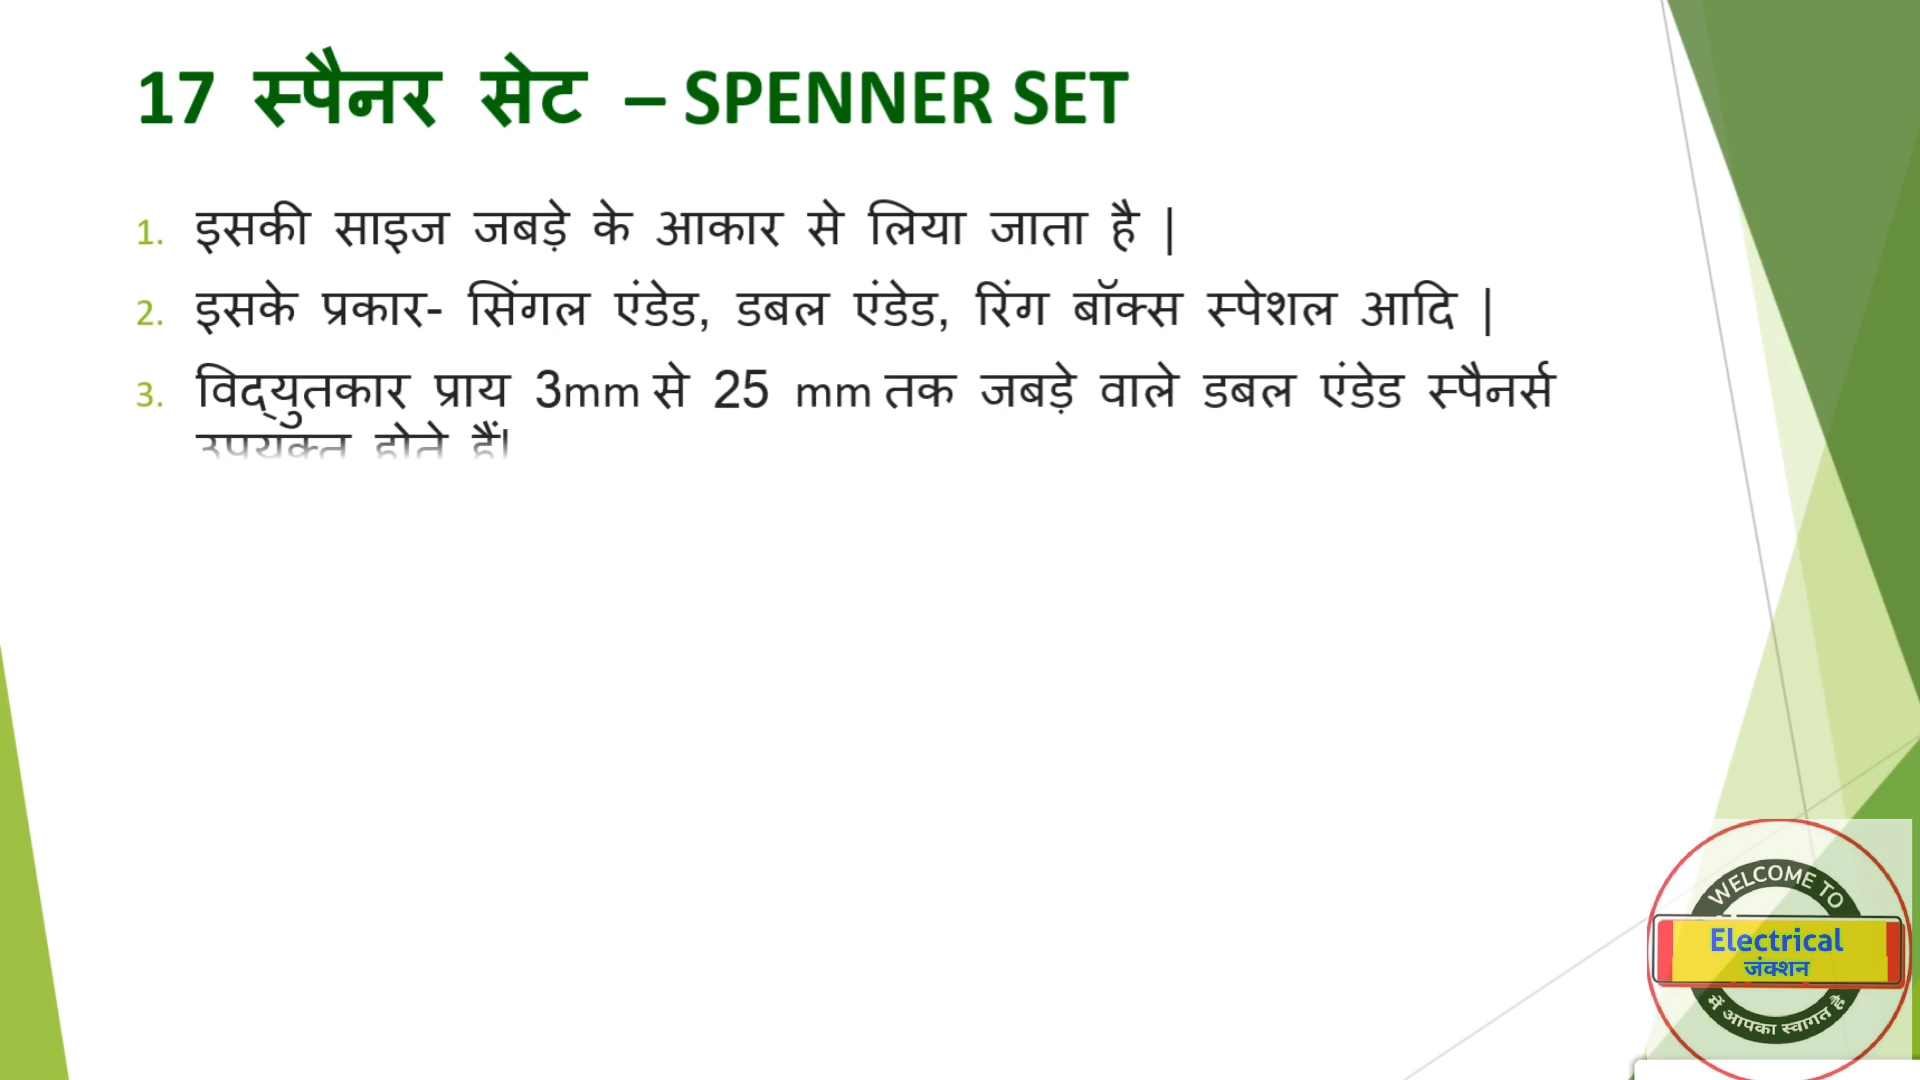 17 स्पैनर सेट – SPENNER SET
1. इसकी साइज जबड़े के आकार से लिया जाता है |
2. इसके प्रकार- सिंगल एंडेड, डबल एंडेड, रिंग बॉक्स स्पेशल आदि |
3. विद्युतकार प्राय 3mm से 25 mm तक जबड़े वाले डबल एंडेड स्पैनर्स
उपयुक्त होते हैं|
WELCOME TO
Electrical
जंक्शन
में आपका स्वागत है